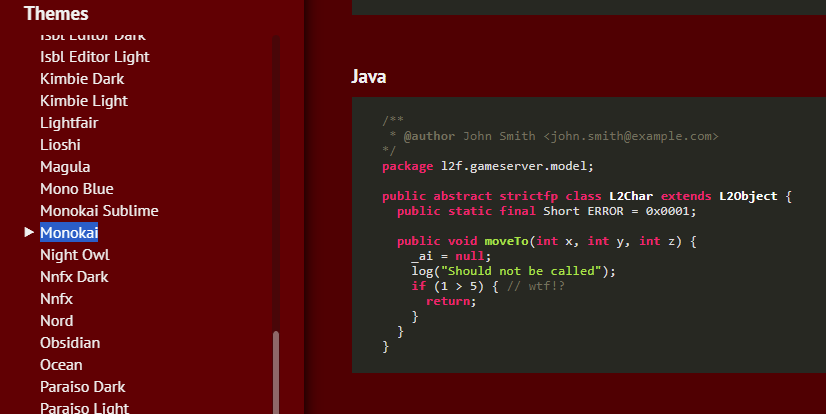 Themes
Isbl Editor Dark
Isbl Editor Light
Kimbie Dark
Kimbie Light
Lightfair
Lioshi
Magula
Mono Blue
Monokai Sublime
Monokai
Night Owl
Nnfx Dark
Nnfx
Nord
Obsidian
Ocean
Paraiso Dark
Paraiso Light
Java
/**
 * @author John Smith <john.smith@example.com>
*/
package l2f.gameserver.model;

public abstract strictfp class L2Char extends L2Object {
  public static final Short ERROR = 0x0001;

  public void moveTo(int x, int y, int z) {
    _ai = null;
    log("Should not be called");
    if (1 > 5) { // wtf!?
      return;
    }
  }
}